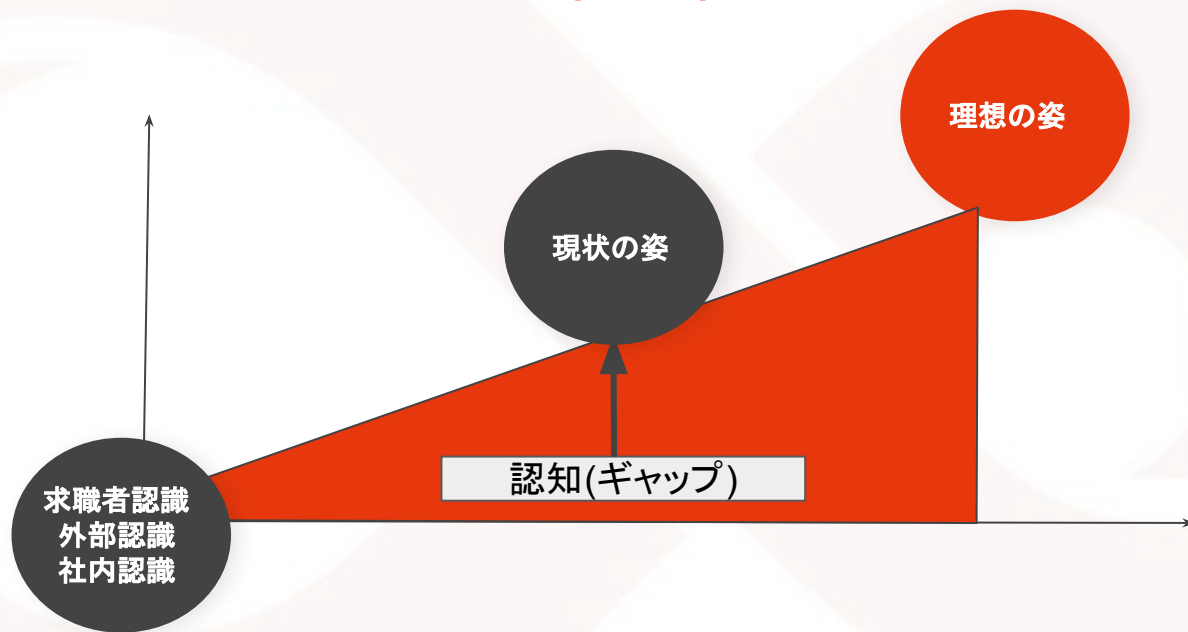 理想の姿
現状の姿
認知(ギャップ)
求職者認識
外部認識
社内認識